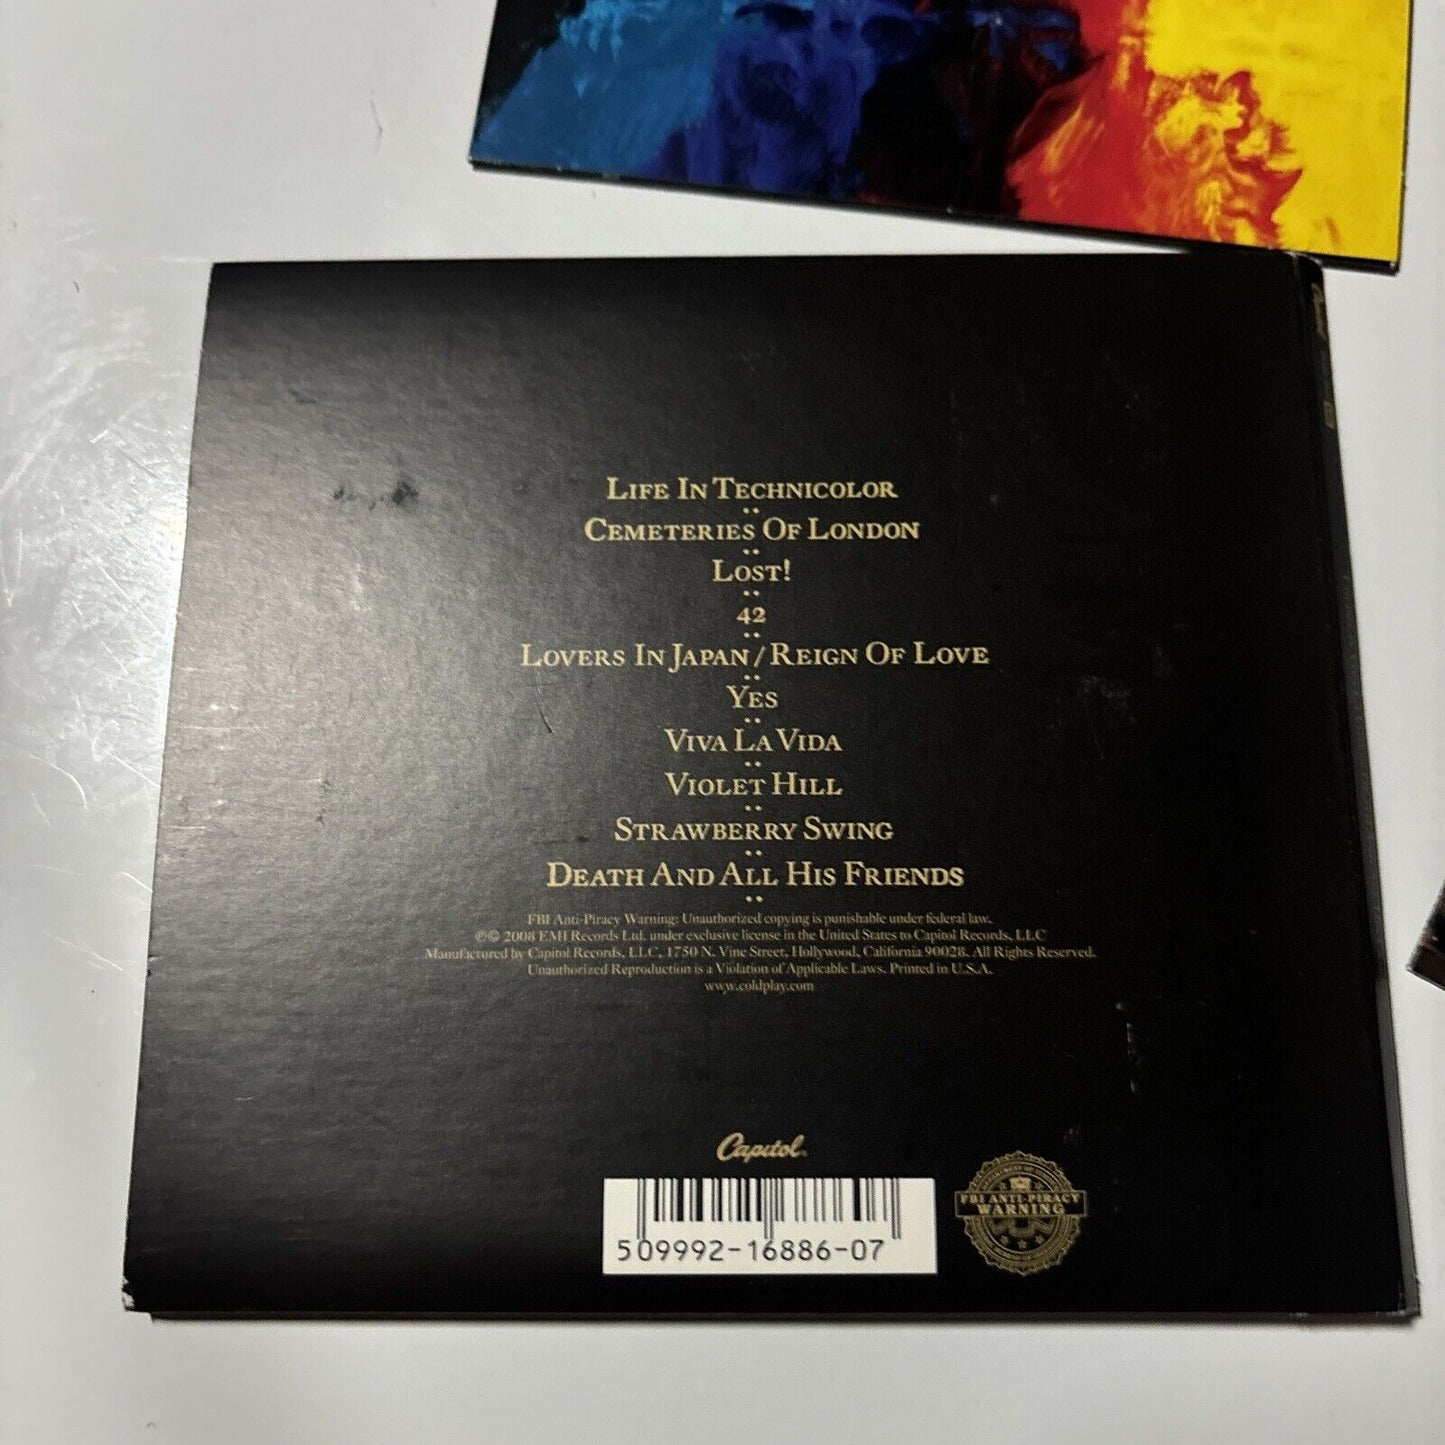 Life In Technicolor
Cemeteries Of London
Lost!
42
Lovers In Japan/Reign Of Love
Yes
Viva La Vida
Violet Hill
Strawberry Swing
Death And All His Friends
FBI Anti-Piracy Warning: Unauthorized copying is punishable under federal law.
℗© 2008 EMI Records Ltd. under exclusive license in the United States to Capitol Records, LLC
Manufactured by Capitol Records, LLC, 1750 N. Vine Street, Hollywood, California 90028. All Rights Reserved.
Unauthorized Reproduction is a Violation of Applicable Laws. Printed in U.S.A.
www.coldplay.com
Capitol
5 09992-16886-07
FBI ANTI-PIRACY
WARNING